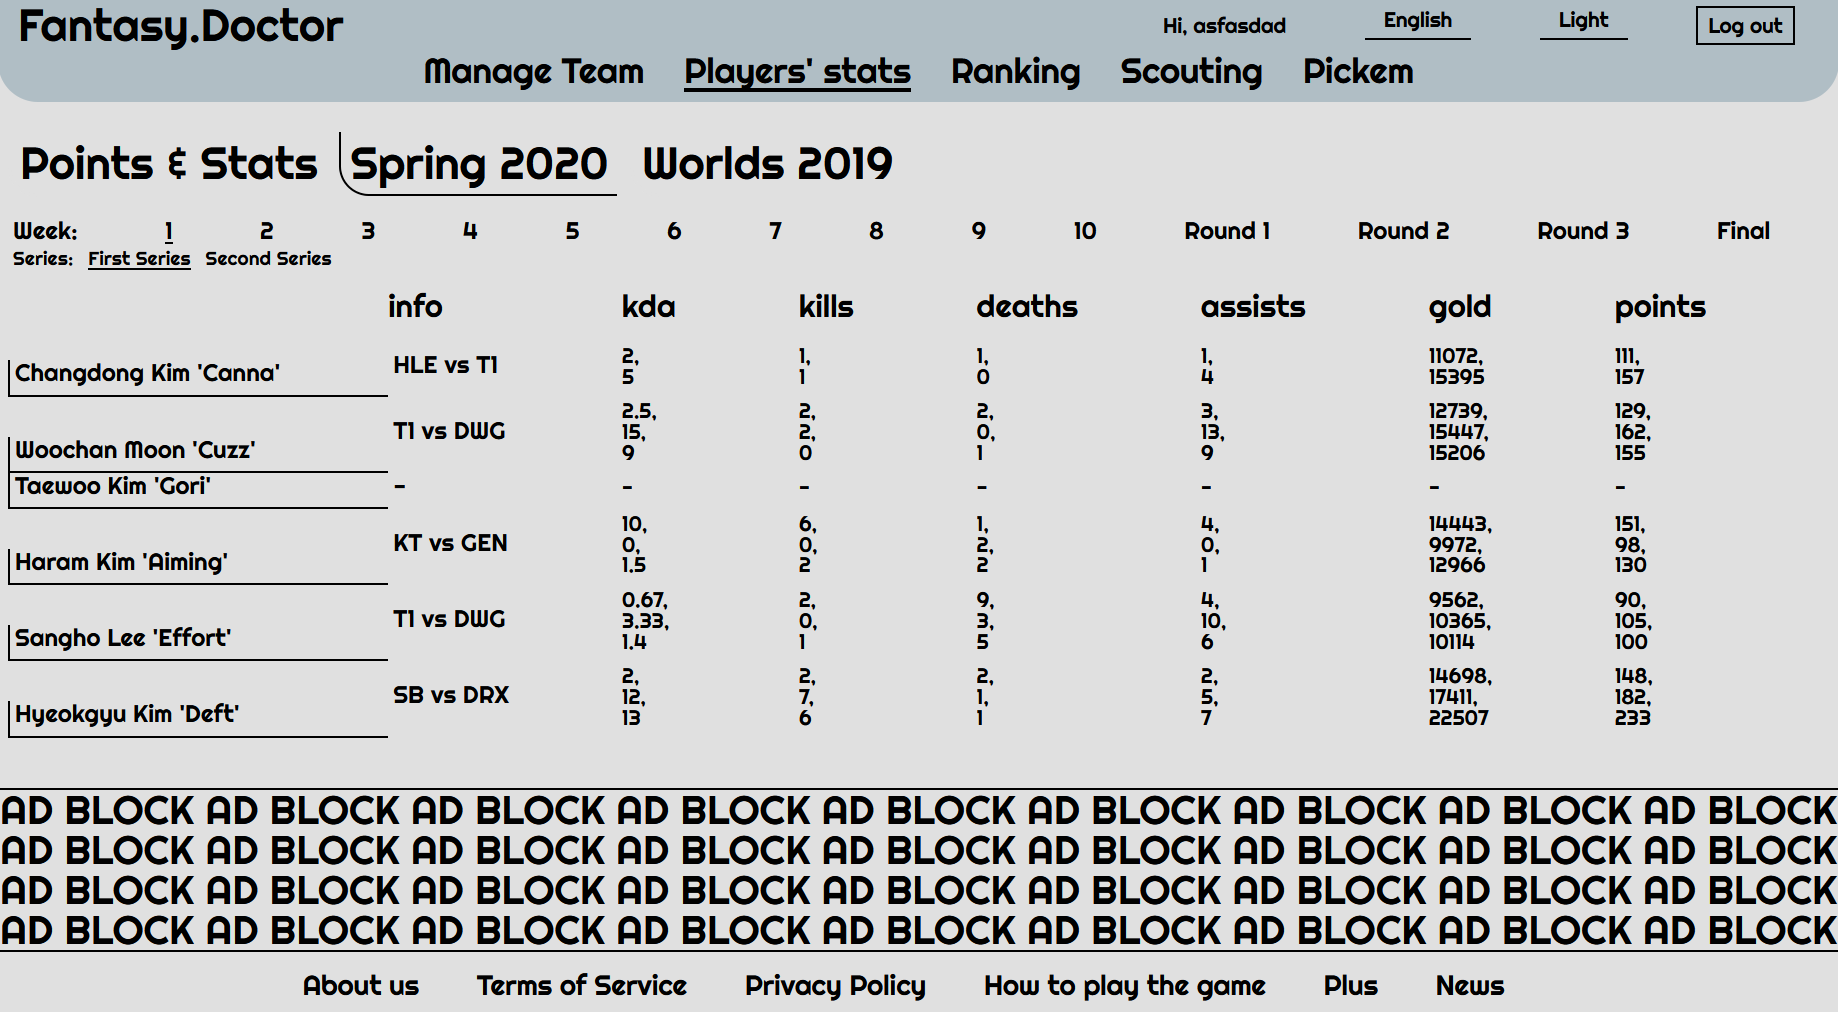 Fantasy.Doctor
Hi, asfasdad
English
Light
Log out
Manage Team Players' stats Ranking Scouting Pickem
Points & Stats Spring 2020 Worlds 2019
Week: 1 2 3 4 5 6 7 8 9 10 Round 1 Round 2 Round 3 Final
Series: First Series Second Series
info kda kills deaths assists gold points
Changdong Kim 'Canna'
HLE vs T1
2, 1, 1, 1, 11072, 111,
5 1 0 4 15395 157
Woochan Moon 'Cuzz'
T1 vs DWG
2.5, 2, 2, 3, 12739, 129,
15, 2, 0, 13, 15447, 162,
9 0 1 9 15206 155
Taewoo Kim 'Gori' - - - - - - -
Haram Kim 'Aiming'
KT vs GEN
10, 6, 1, 4, 14443, 151,
0, 0, 2, 0, 9972, 98,
1.5 2 2 1 12966 130
Sangho Lee 'Effort'
T1 vs DWG
0.67, 2, 9, 4, 9562, 90,
3.33, 0, 3, 10, 10365, 105,
1.4 1 5 6 10114 100
Hyeokgyu Kim 'Deft'
SB vs DRX
2, 2, 2, 2, 14698, 148,
12, 7, 1, 5, 17411, 182,
13 6 1 7 22507 233
AD BLOCK AD BLOCK AD BLOCK AD BLOCK AD BLOCK AD BLOCK AD BLOCK AD BLOCK AD BLOCK
AD BLOCK AD BLOCK AD BLOCK AD BLOCK AD BLOCK AD BLOCK AD BLOCK AD BLOCK AD BLOCK
AD BLOCK AD BLOCK AD BLOCK AD BLOCK AD BLOCK AD BLOCK AD BLOCK AD BLOCK AD BLOCK
AD BLOCK AD BLOCK AD BLOCK AD BLOCK AD BLOCK AD BLOCK AD BLOCK AD BLOCK AD BLOCK
About us Terms of Service Privacy Policy How to play the game Plus News